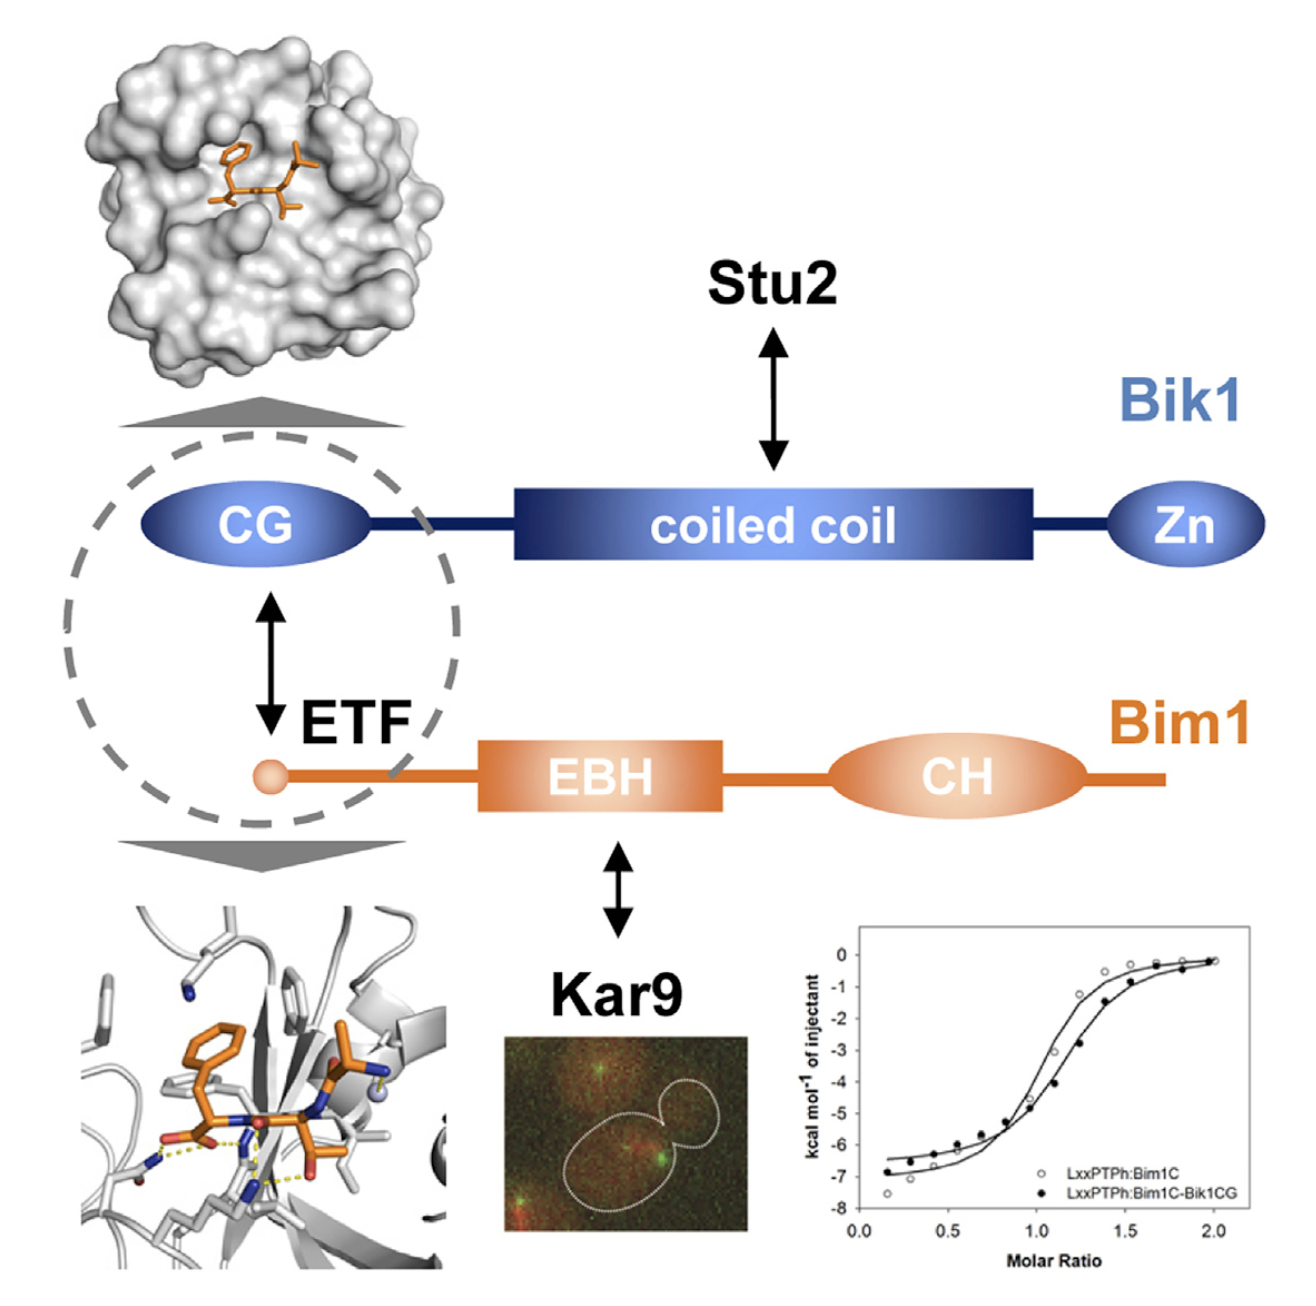 Stu2
Bik1
CG
coiled coil
Zn
ETF
Bim1
EBH
CH
Kar9
kcal mol⁻¹ of injectant
0
-1
-2
-3
-4
-5
-6
-7
-8
LxxPTPh:Bim1C
LxxPTPh:Bim1C-Bik1CG
0.0 0.5 1.0 1.5 2.0
Molar Ratio